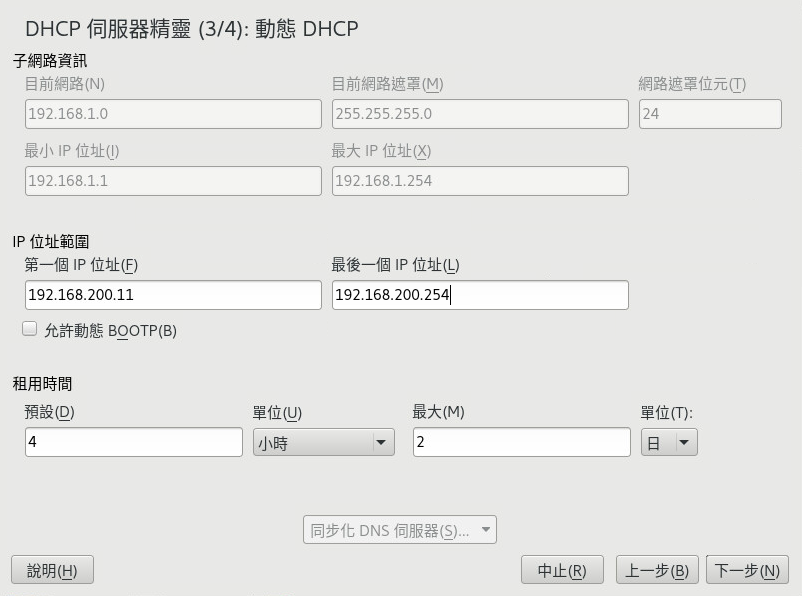 DHCP 伺服器精靈 (3/4): 動態 DHCP
子網路資訊
目前網路(N) 目前網路遮罩(M) 網路遮罩位元(T)
192.168.1.0 255.255.255.0 24
最小 IP 位址(I) 最大 IP 位址(X)
192.168.1.1 192.168.1.254
IP 位址範圍
第一個 IP 位址(F) 最後一個 IP 位址(L)
192.168.200.11 192.168.200.254
允許動態 BOOTP(B)
租用時間
預設(D) 單位(U) 最大(M) 單位(T):
4 小時 2 日
同步化 DNS 伺服器(S)...
說明(H) 中止(R) 上一步(B) 下一步(N)